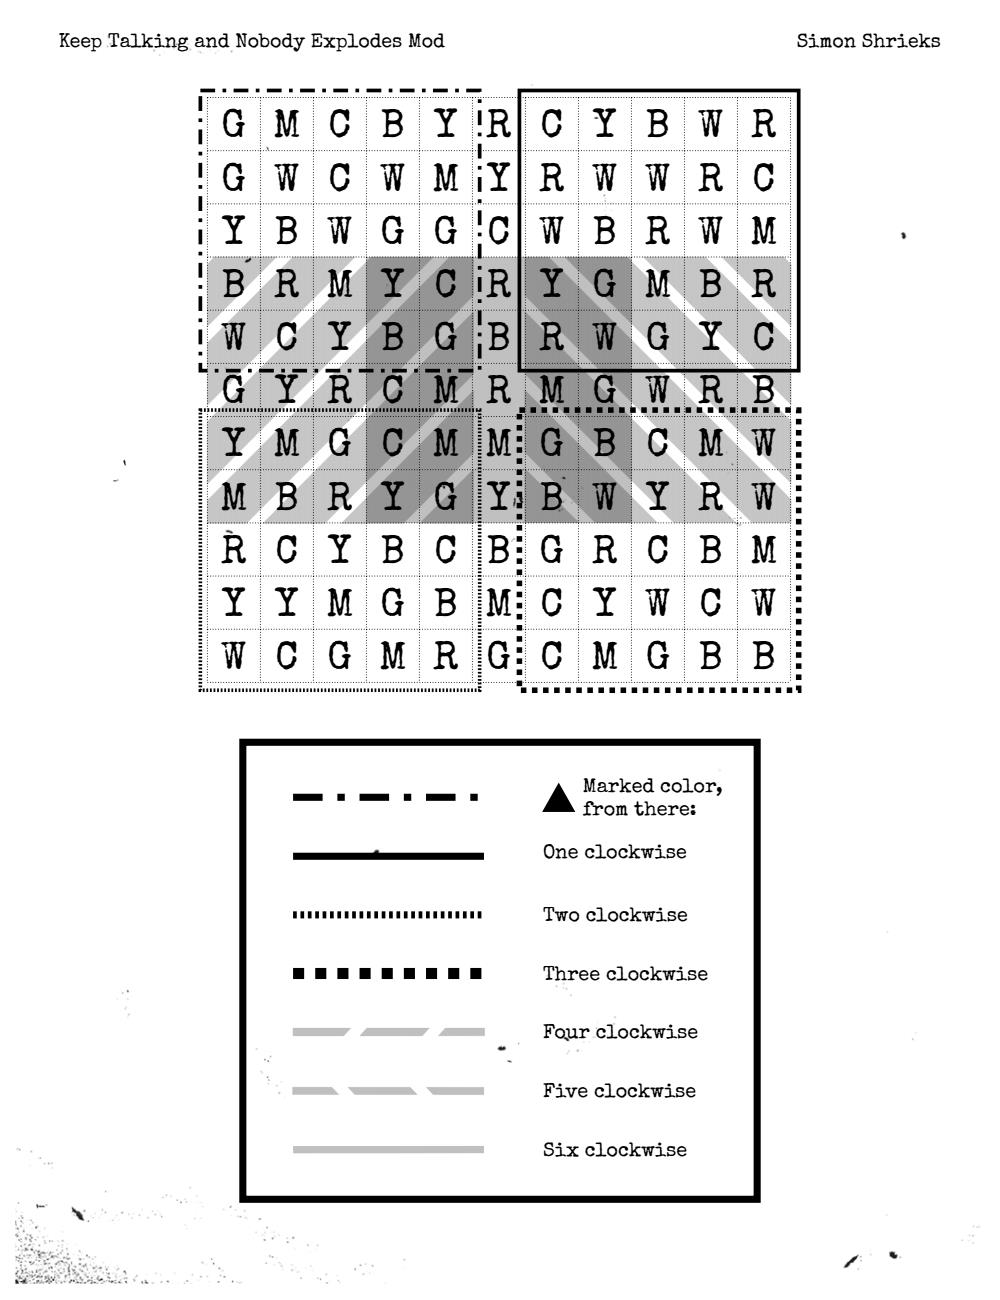 Keep Talking and Nobody Explodes Mod
Simon Shrieks
G M C B Y R C Y B W R
G W C W M Y R W W R C
Y B W G G C W B R W M
B R M Y C R Y G M B R
W C Y B G B R W G Y C
G Y R C M R M G W R B
Y M G C M M G B C M W
M B R Y G Y B W Y R W
R C Y B C B G R C B M
Y Y M G B M C Y W C W
W C G M R G C M G B B
Marked color,
from there:
One clockwise
Two clockwise
Three clockwise
Four clockwise
Five clockwise
Six clockwise